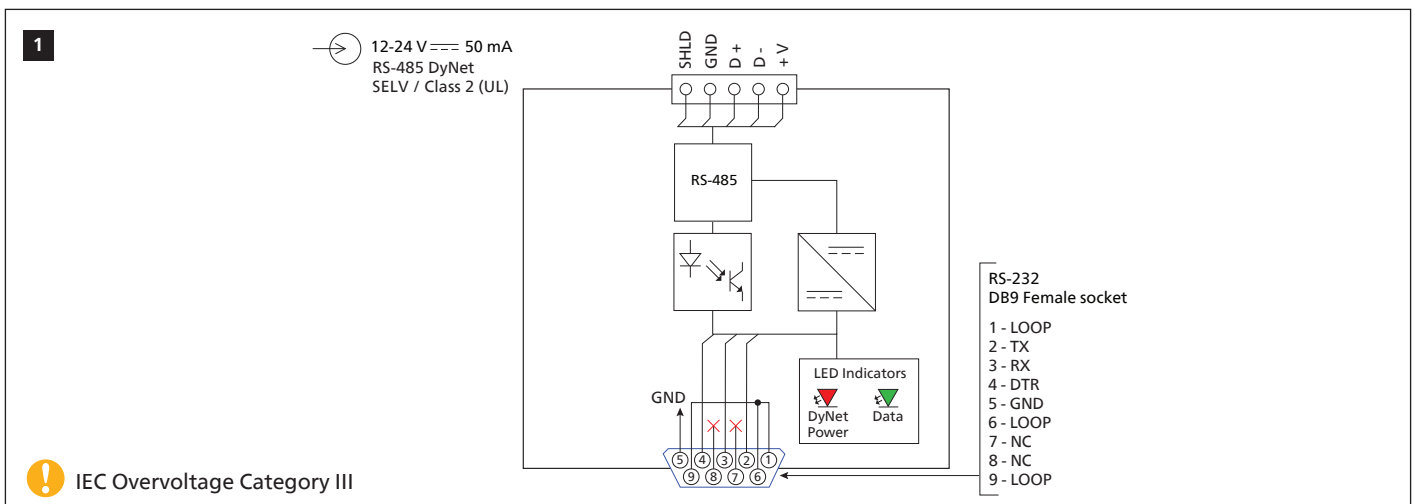 1
12-24 V 50 mA
RS-485 DyNet
SELV / Class 2 (UL)
SHLD
GND
D +
D -
+ V
RS-485
RS-232
DB9 Female socket
1 - LOOP
2 - TX
3 - RX
4 - DTR
5 - GND
6 - LOOP
7 - NC
8 - NC
9 - LOOP
LED Indicators
DyNet
Power
Data
GND
5 4 3 2 1
9 8 7 6
! IEC Overvoltage Category III